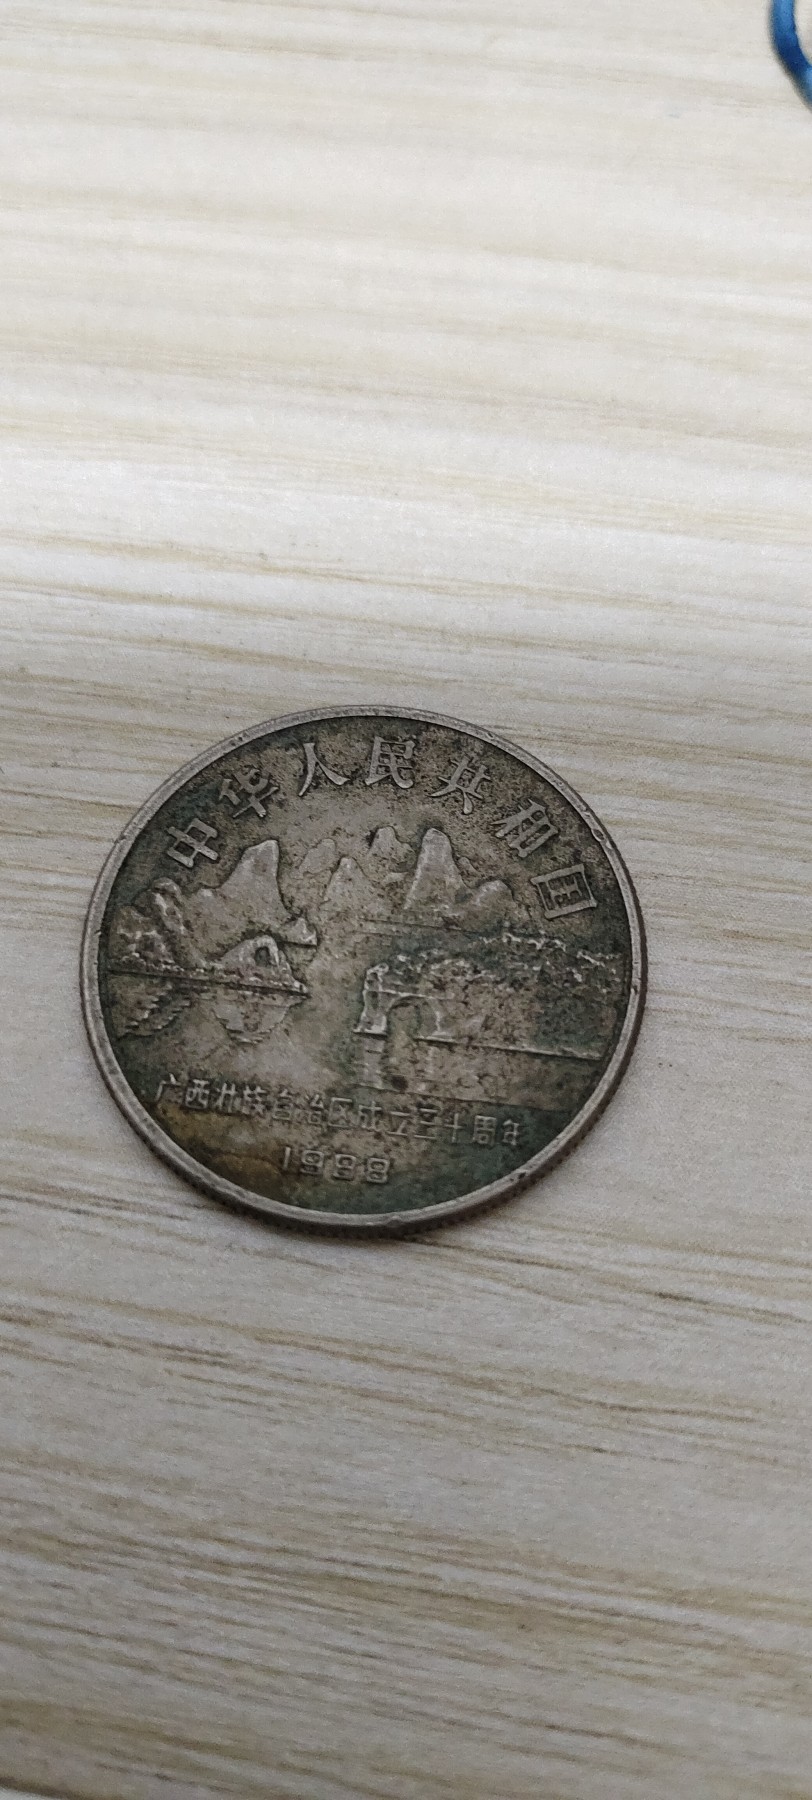 中华人民共和国
广西壮族自治区成立三十周年
1988